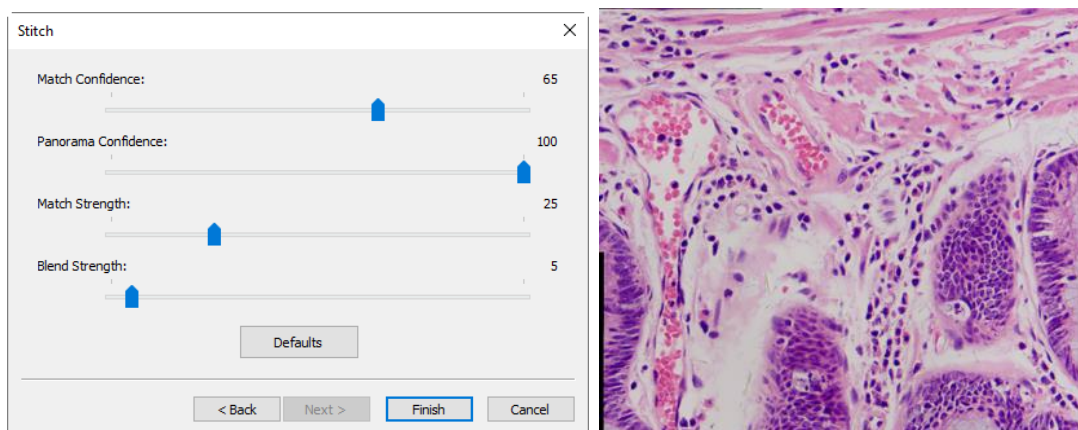 Stitch
Match Confidence: 65
Panorama Confidence: 100
Match Strength: 25
Blend Strength: 5
Defaults
< Back Next > Finish Cancel